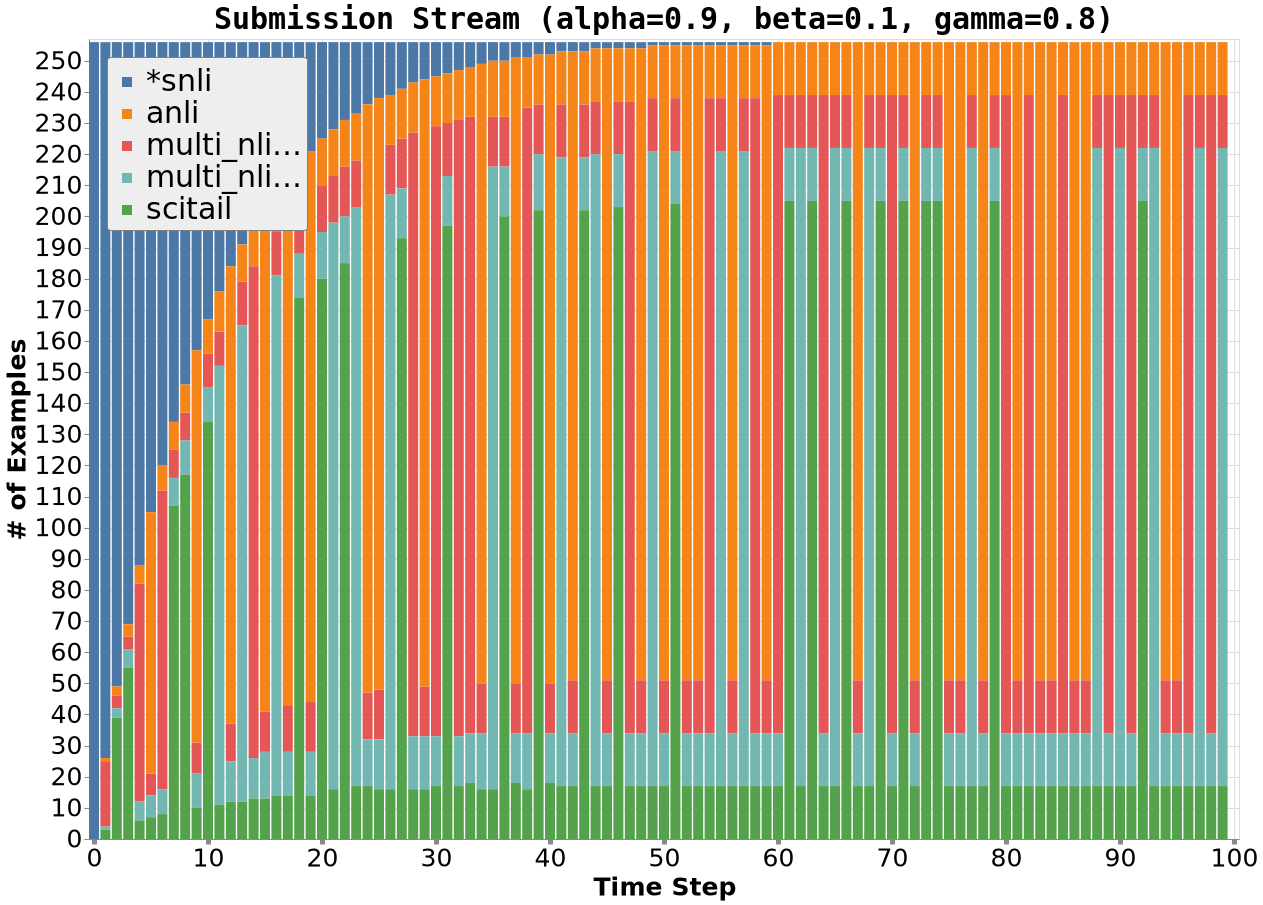 Submission Stream (alpha=0.9, beta=0.1, gamma=0.8)
250
240
230
220
210
200
190
180
170
160
150
140
130
120
110
100
90
80
70
60
50
40
30
20
10
0
# of Examples
*snli
anli
multi_nli...
multi_nli...
scitail
0 10 20 30 40 50 60 70 80 90 100
Time Step